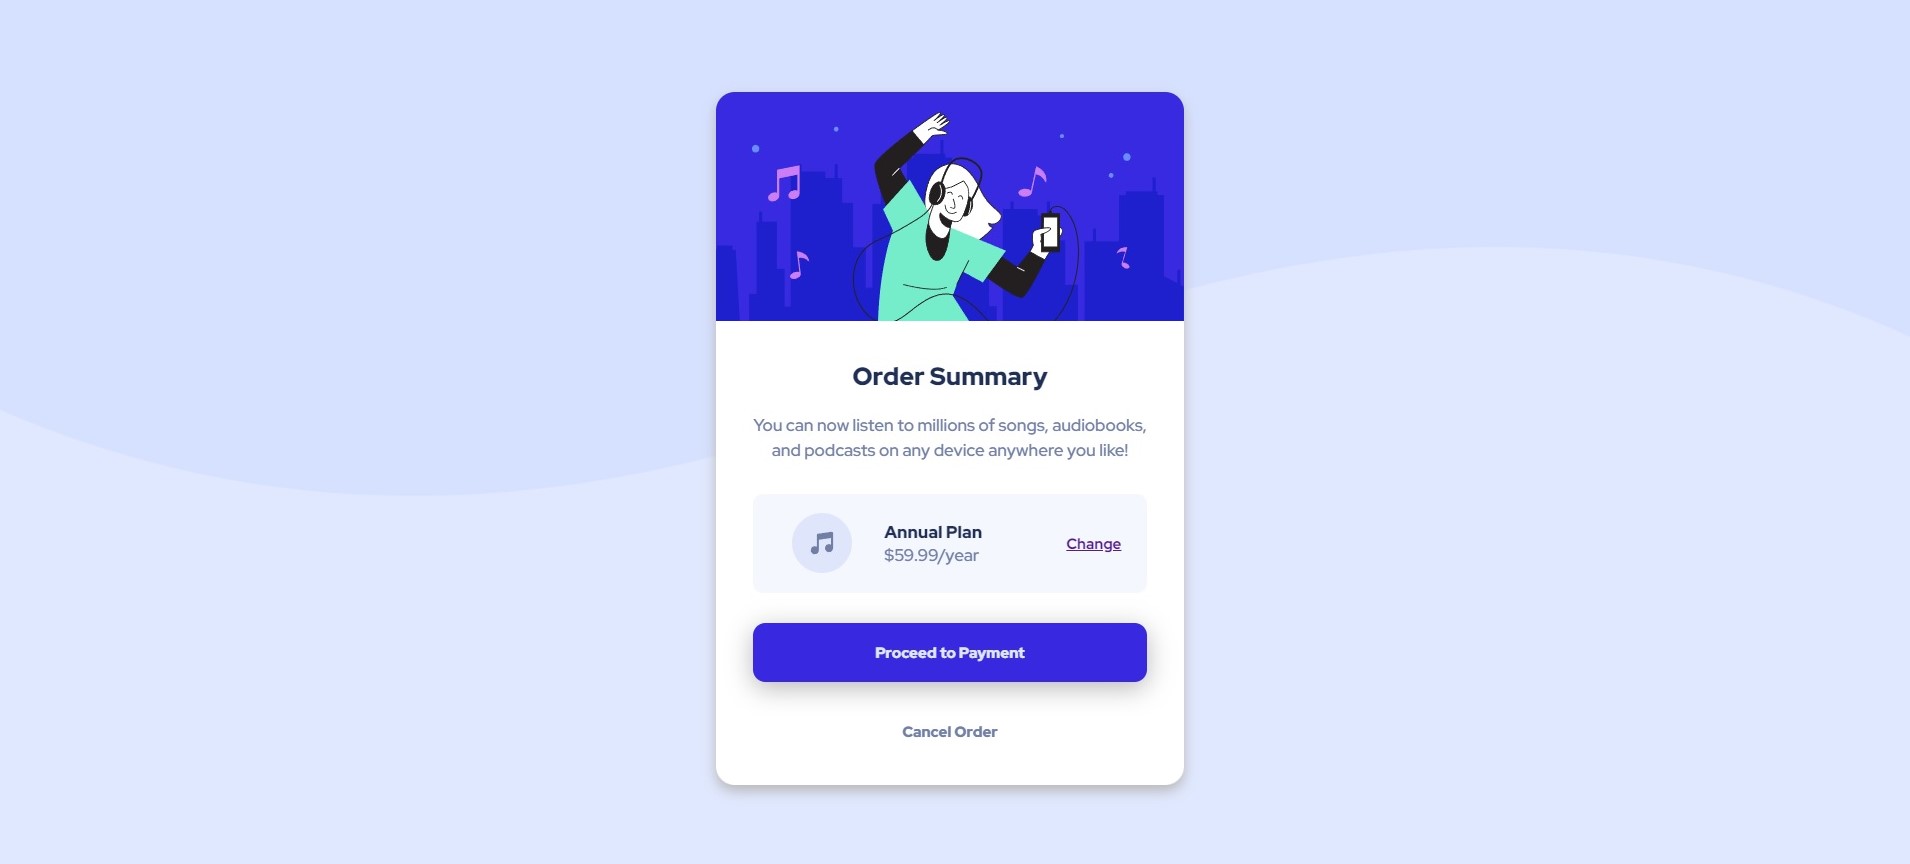 Order Summary
You can now listen to millions of songs, audiobooks,
and podcasts on any device anywhere you like!
Annual Plan
$59.99/year
Change
Proceed to Payment
Cancel Order